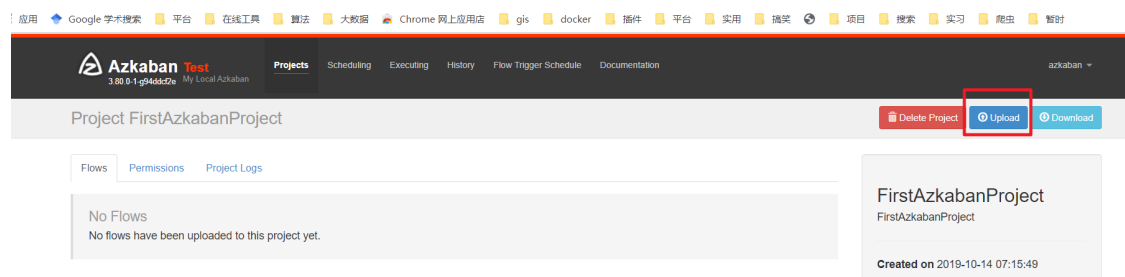 应用 Google 学术搜索 平台 在线工具 算法 大数据 Chrome 网上应用店 gis docker 插件 平台 实用 搞笑 项目 搜索 实习 爬虫 暂时
Azkaban Test Projects Scheduling Executing History Flow Trigger Schedule Documentation azkaban
3.80.0-1-g94ddcf2e My Local Azkaban
Project FirstAzkabanProject Delete Project Upload Download
Flows Permissions Project Logs
FirstAzkabanProject
No Flows
FirstAzkabanProject
No flows have been uploaded to this project yet.
Created on 2019-10-14 07:15:49